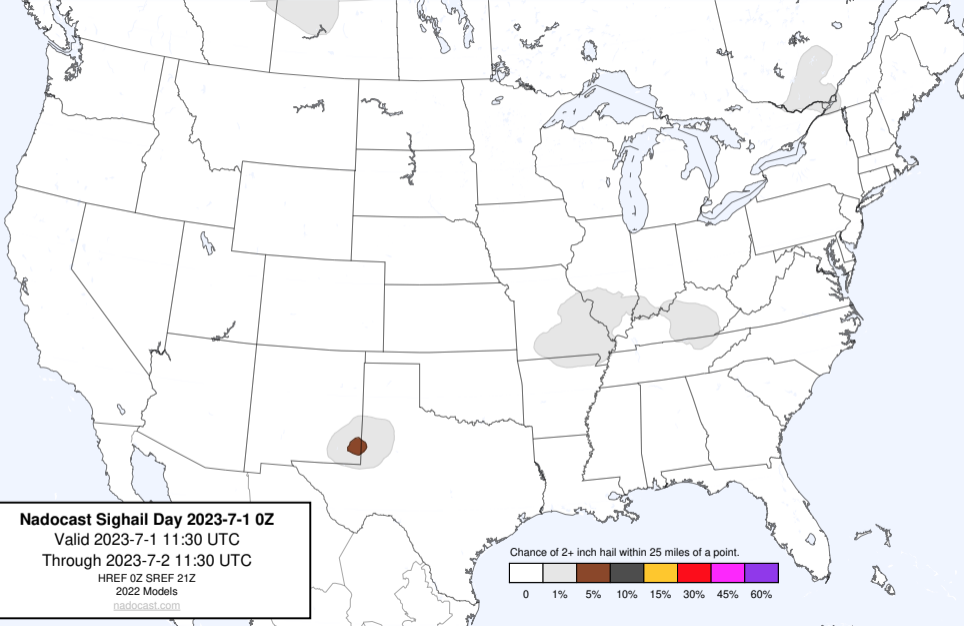 Nadocast Sighail Day 2023-7-1 0Z
Valid 2023-7-1 11:30 UTC
Through 2023-7-2 11:30 UTC
HREF 0Z SREF 21Z
2022 Models
nadocast.com
Chance of 2+ inch hail within 25 miles of a point.
0 1% 5% 10% 15% 30% 45% 60%